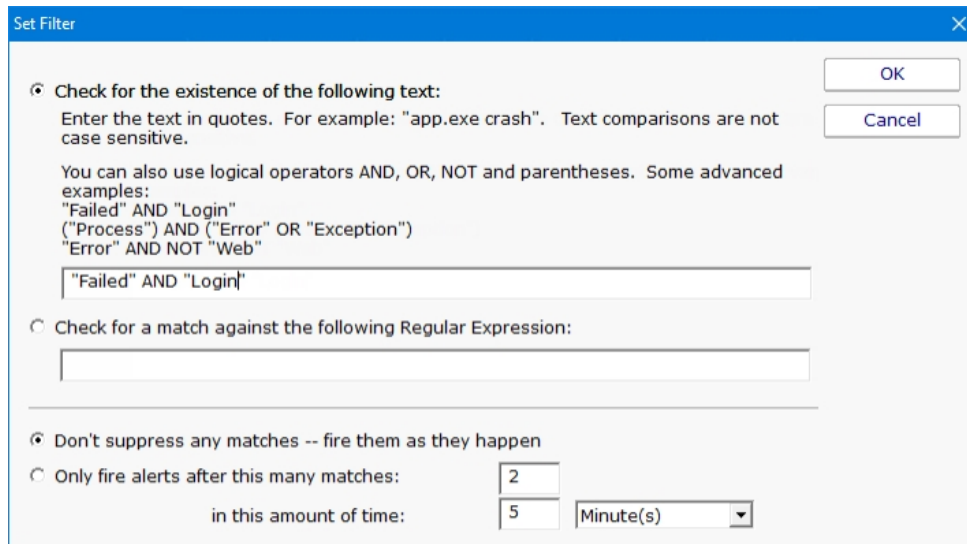 Set Filter
OK
Check for the existence of the following text:
Enter the text in quotes. For example: "app.exe crash". Text comparisons are not
case sensitive.
Cancel
You can also use logical operators AND, OR, NOT and parentheses. Some advanced
examples:
"Failed" AND "Login"
("Process") AND ("Error" OR "Exception")
"Error" AND NOT "Web"
"Failed" AND "Login"
Check for a match against the following Regular Expression:
Don't suppress any matches -- fire them as they happen
Only fire alerts after this many matches: 2
in this amount of time: 5 Minute(s)